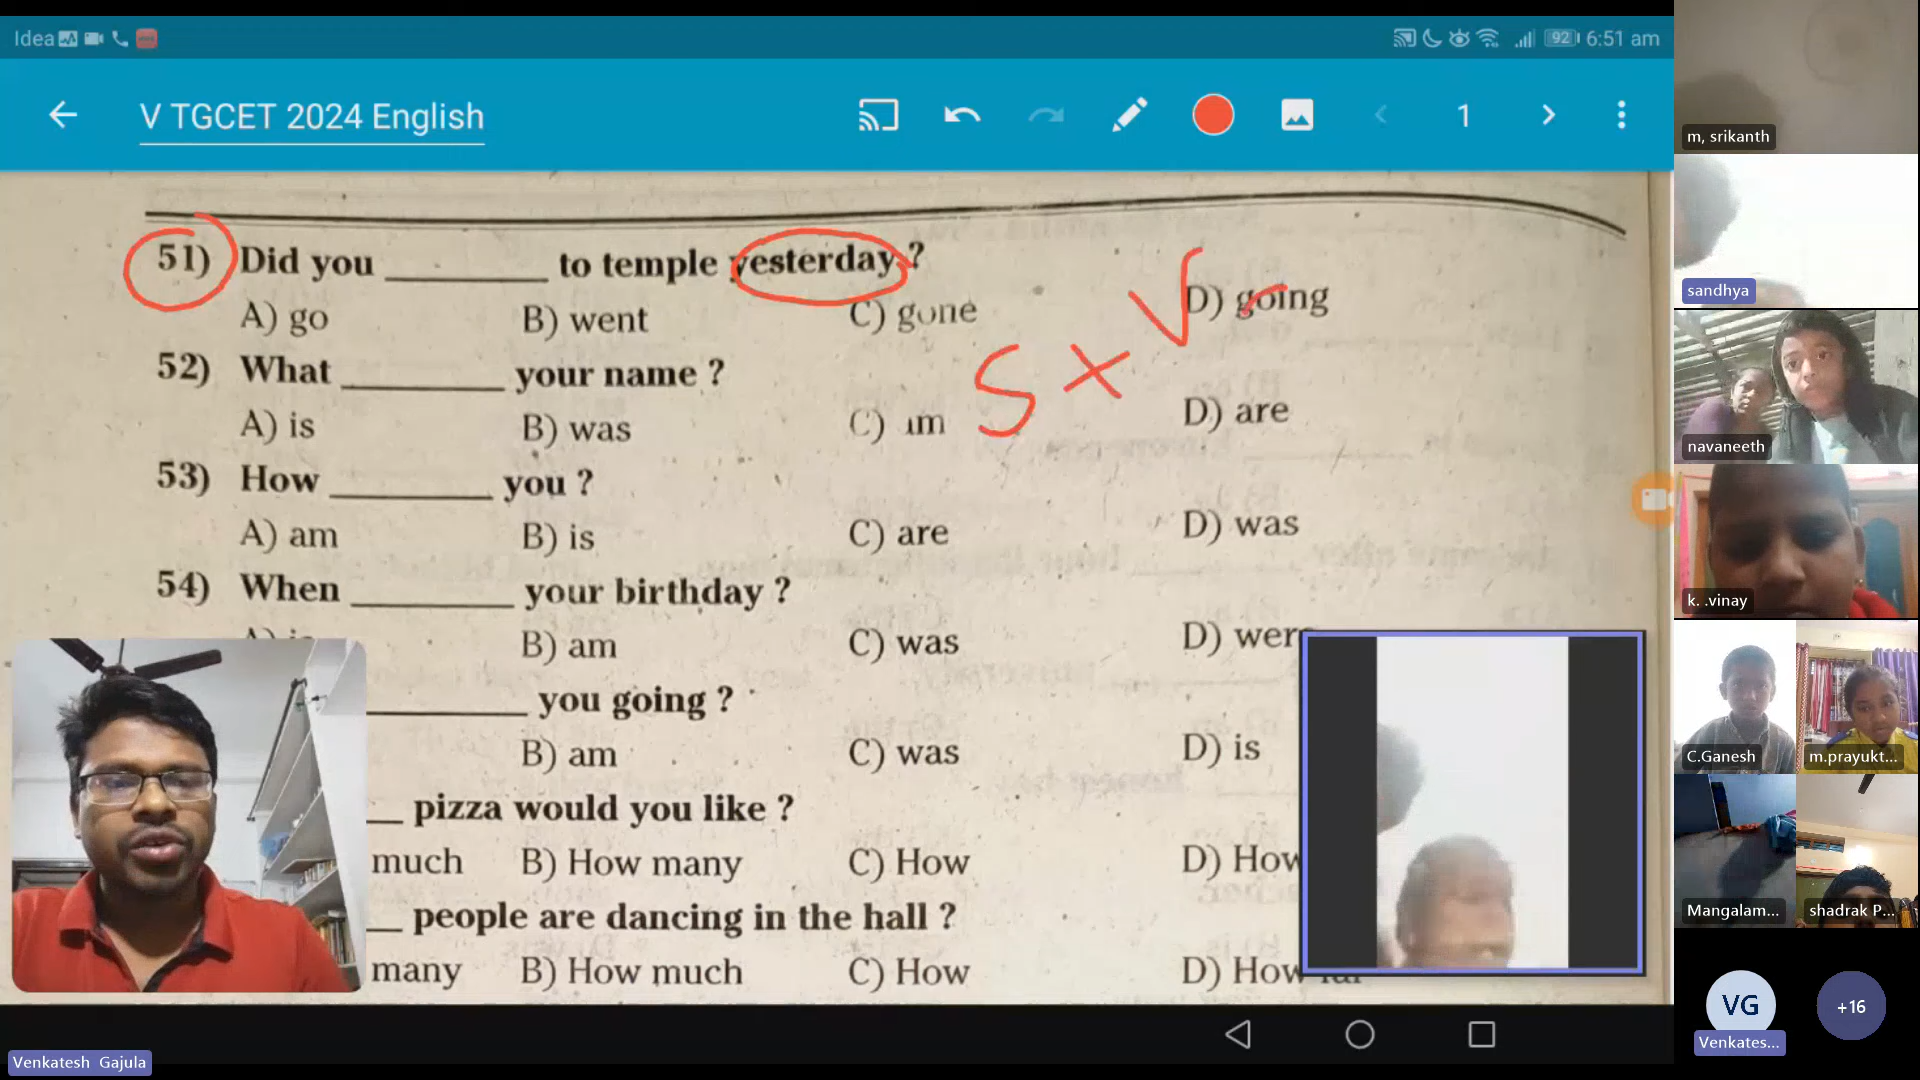 Idea
92 6:51 am
V TGCET 2024 English
1
51) Did you ________ to temple yesterday ?
A) go B) went C) gone D) going
S + V
52) What ________ your name ?
A) is B) was C) am D) are
53) How ________ you ?
A) am B) is C) are D) was
54) When ________ your birthday ?
B) am C) was D) were
________ you going ?
B) am C) was D) is
pizza would you like ?
much B) How many C) How D) How
people are dancing in the hall ?
many B) How much C) How D) How far
Venkatesh Gajula
m, srikanth
sandhya
navaneeth
k. .vinay
C.Ganesh
m.prayukt...
Mangalam...
shadrak P...
VG
+16
Venkates...